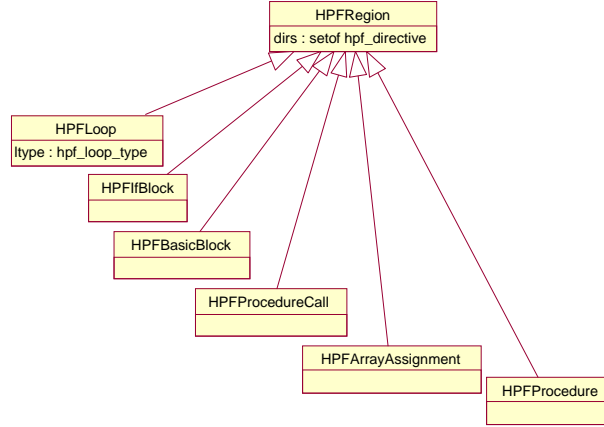 HPFRegion
dirs : setof hpf_directive
HPFLoop
ltype : hpf_loop_type
HPFIfBlock
HPFBasicBlock
HPFProcedureCall
HPFArrayAssignment
HPFProcedure